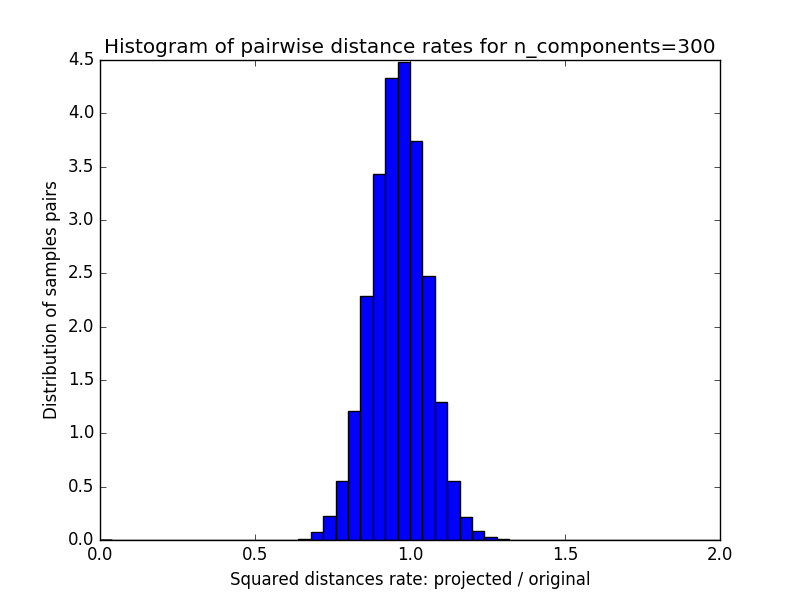 Histogram of pairwise distance rates for n_components=300
4.5
4.0
3.5
3.0
2.5
2.0
1.5
1.0
0.5
0.0
Distribution of samples pairs
0.0 0.5 1.0 1.5 2.0
Squared distances rate: projected / original